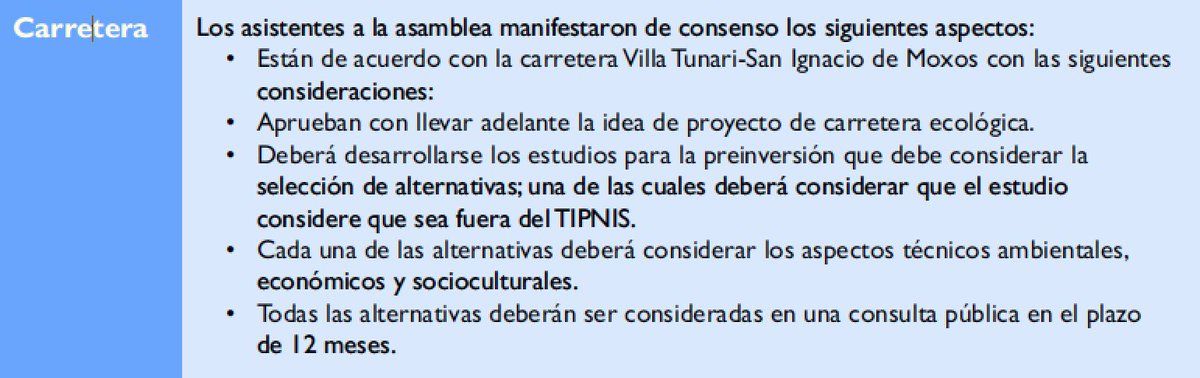 Carretera
Los asistentes a la asamblea manifestaron de consenso los siguientes aspectos:
• Están de acuerdo con la carretera Villa Tunari-San Ignacio de Moxos con las siguientes
consideraciones:
• Aprueban con llevar adelante la idea de proyecto de carretera ecológica.
• Deberá desarrollarse los estudios para la preinversión que debe considerar la
selección de alternativas; una de las cuales deberá considerar que el estudio
considere que sea fuera del TIPNIS.
• Cada una de las alternativas deberá considerar los aspectos técnicos ambientales,
económicos y socioculturales.
• Todas las alternativas deberán ser consideradas en una consulta pública en el plazo
de 12 meses.